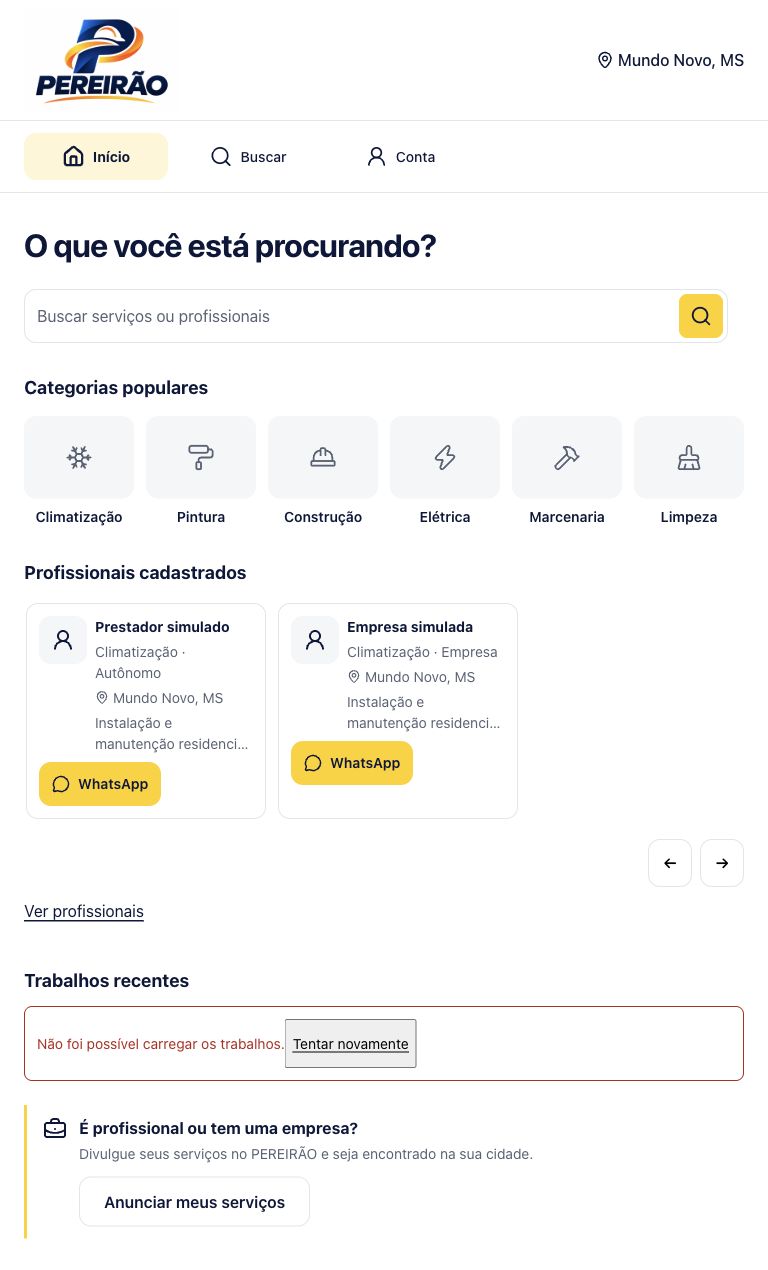 PEREIRÃO
Mundo Novo, MS
Início
Buscar
Conta
O que você está procurando?
Buscar serviços ou profissionais
Categorias populares
Climatização
Pintura
Construção
Elétrica
Marcenaria
Limpeza
Profissionais cadastrados
Prestador simulado
Climatização ·
Autônomo
Mundo Novo, MS
Instalação e
manutenção residenci...
WhatsApp
Empresa simulada
Climatização · Empresa
Mundo Novo, MS
Instalação e
manutenção residenci...
WhatsApp
Ver profissionais
Trabalhos recentes
Não foi possível carregar os trabalhos. Tentar novamente
É profissional ou tem uma empresa?
Divulgue seus serviços no PEREIRÃO e seja encontrado na sua cidade.
Anunciar meus serviços